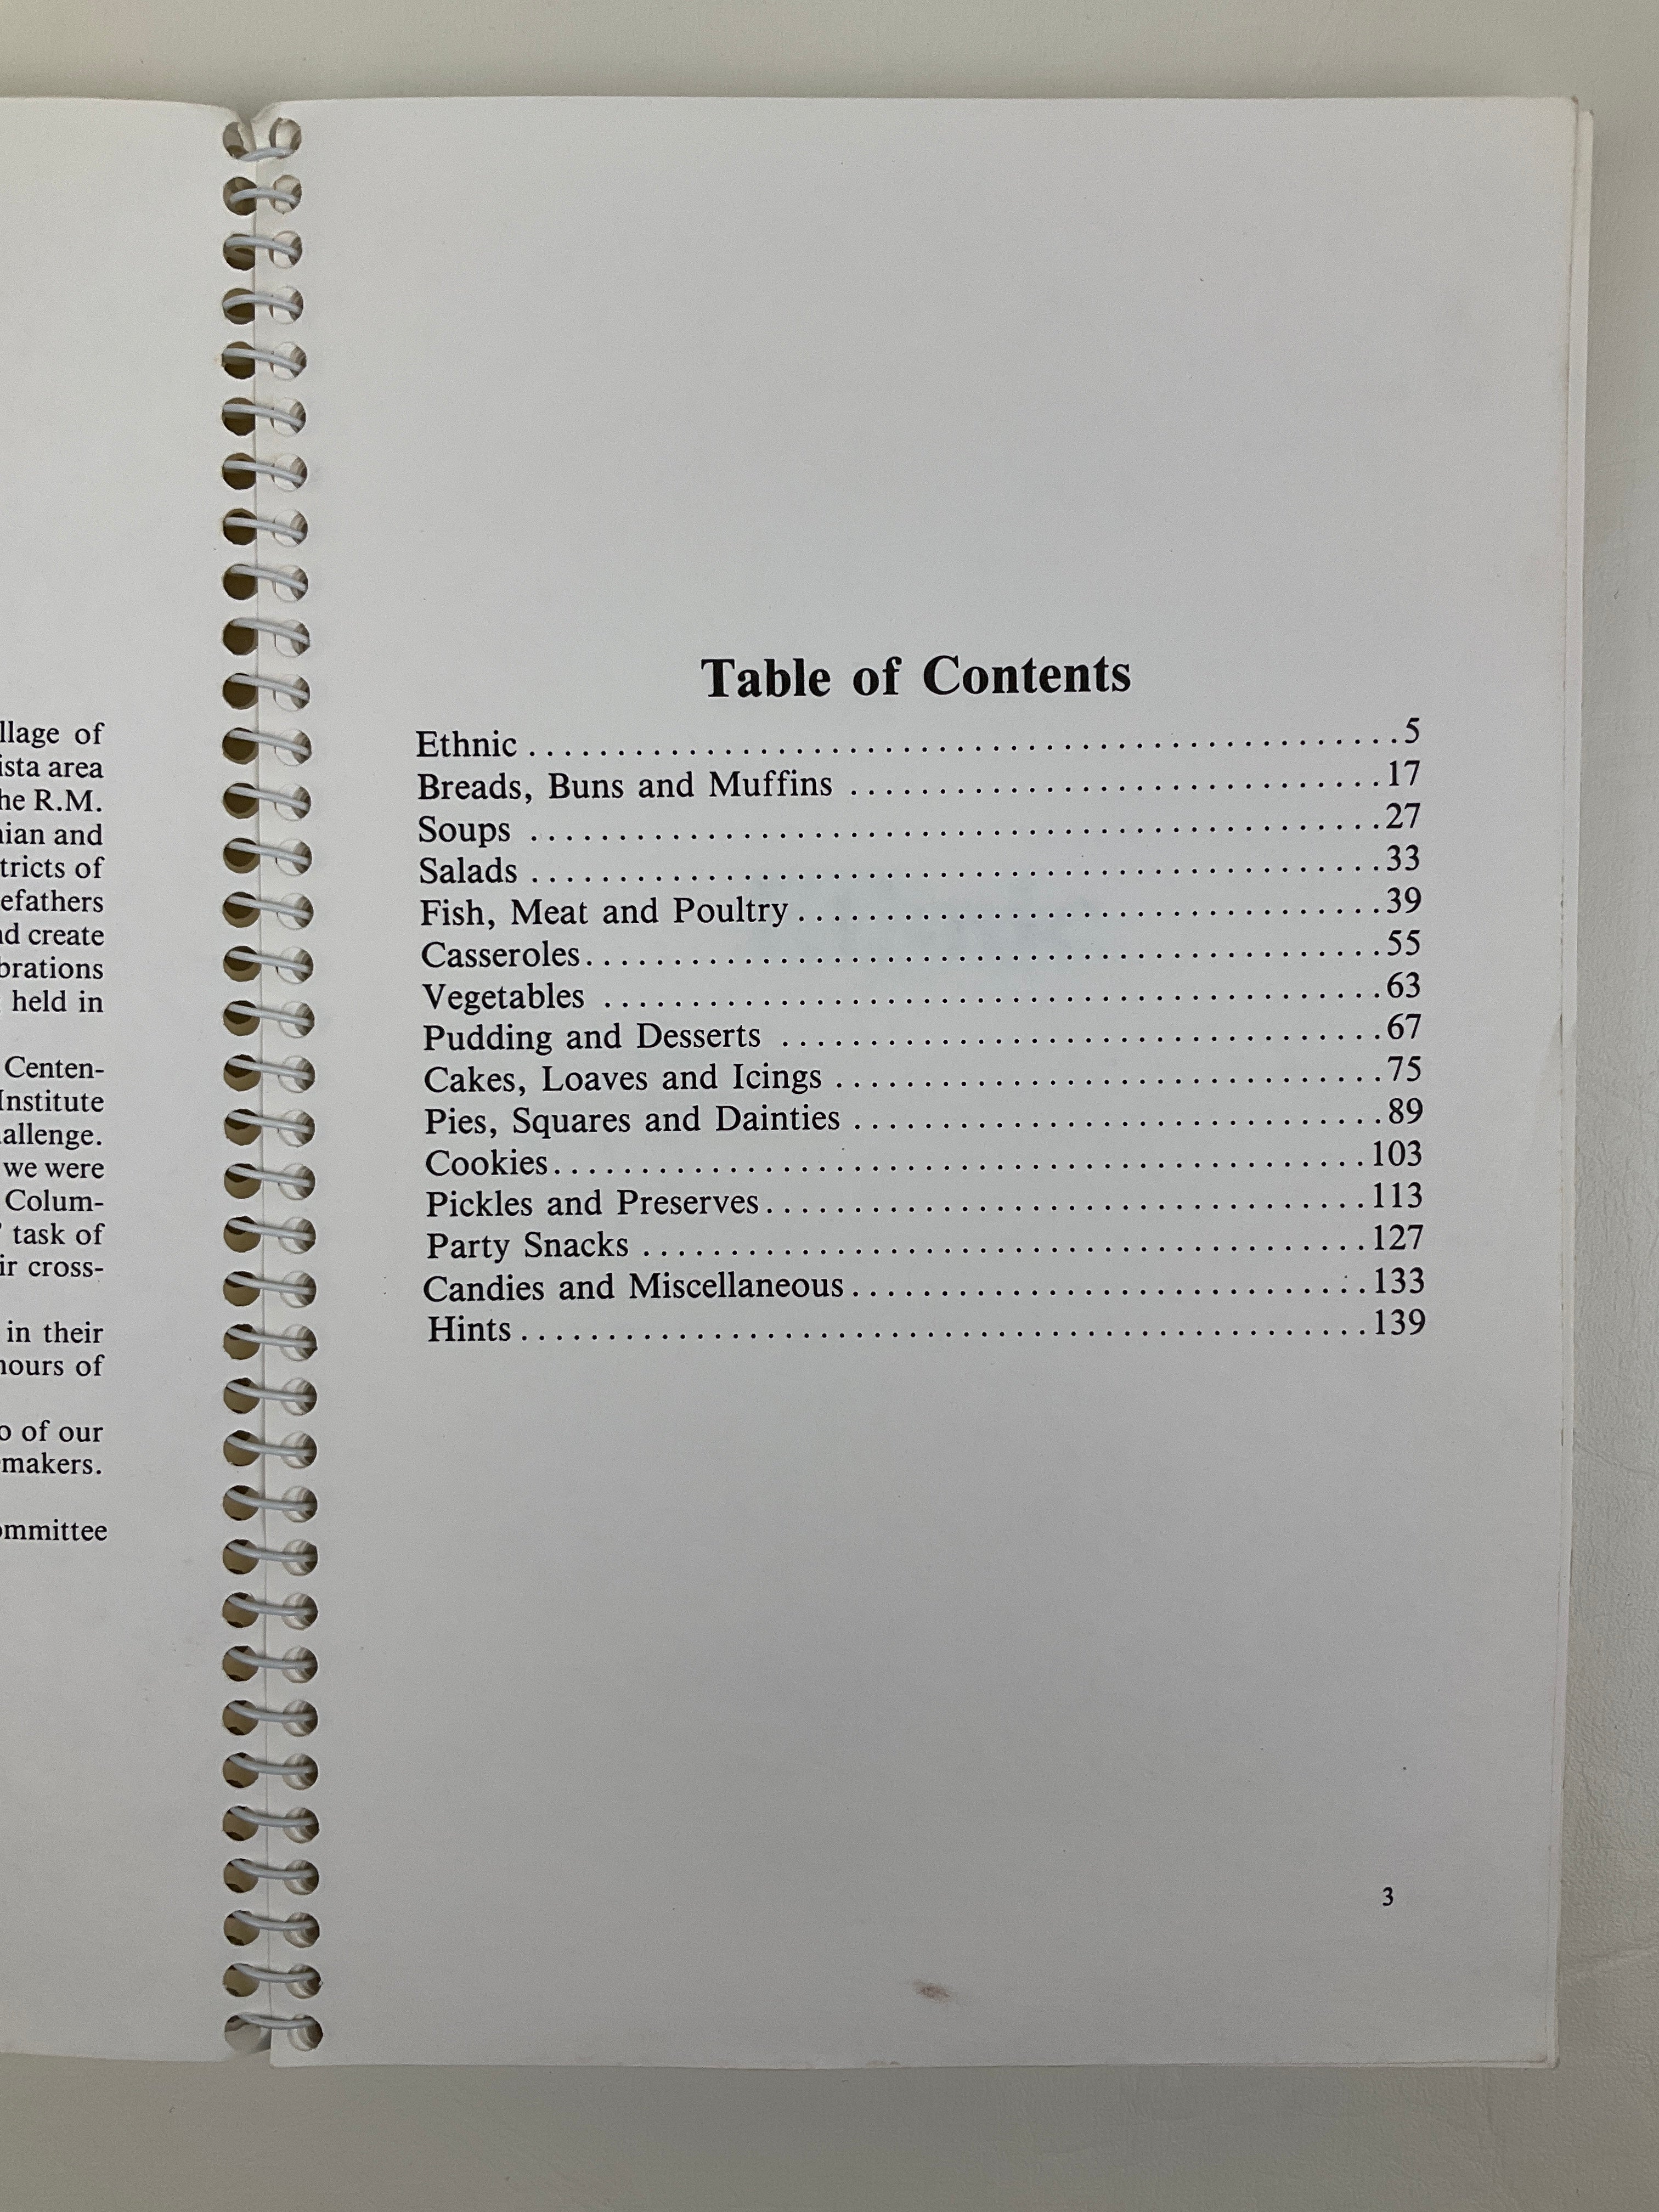 llage of
ista area
he R.M.
nian and
tricts of
efathers
nd create
brations
held in
Centen-
Institute
allenge.
we were
Colum-
task of
ir cross-
in their
hours of
o of our
makers.
ommittee
Table of Contents
Ethnic ................................................. 5
Breads, Buns and Muffins .............................. 17
Soups ................................................. 27
Salads ................................................ 33
Fish, Meat and Poultry ................................ 39
Casseroles ............................................ 55
Vegetables ............................................ 63
Pudding and Desserts .................................. 67
Cakes, Loaves and Icings .............................. 75
Pies, Squares and Dainties ............................ 89
Cookies .............................................. 103
Pickles and Preserves ................................ 113
Party Snacks ......................................... 127
Candies and Miscellaneous ............................ 133
Hints ................................................ 139
3